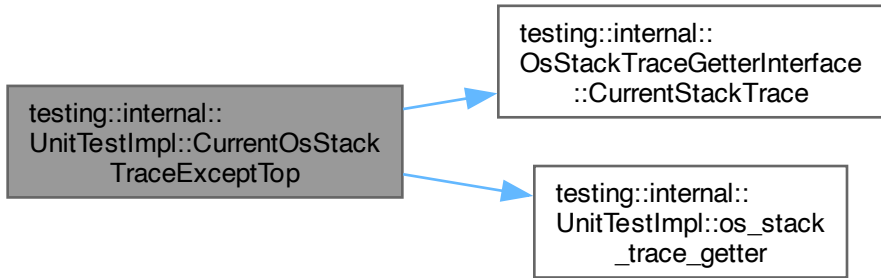 testing::internal::
UnitTestImpl::CurrentOsStack
TraceExceptTop
testing::internal::
OsStackTraceGetterInterface
::CurrentStackTrace
testing::internal::
UnitTestImpl::os_stack
_trace_getter